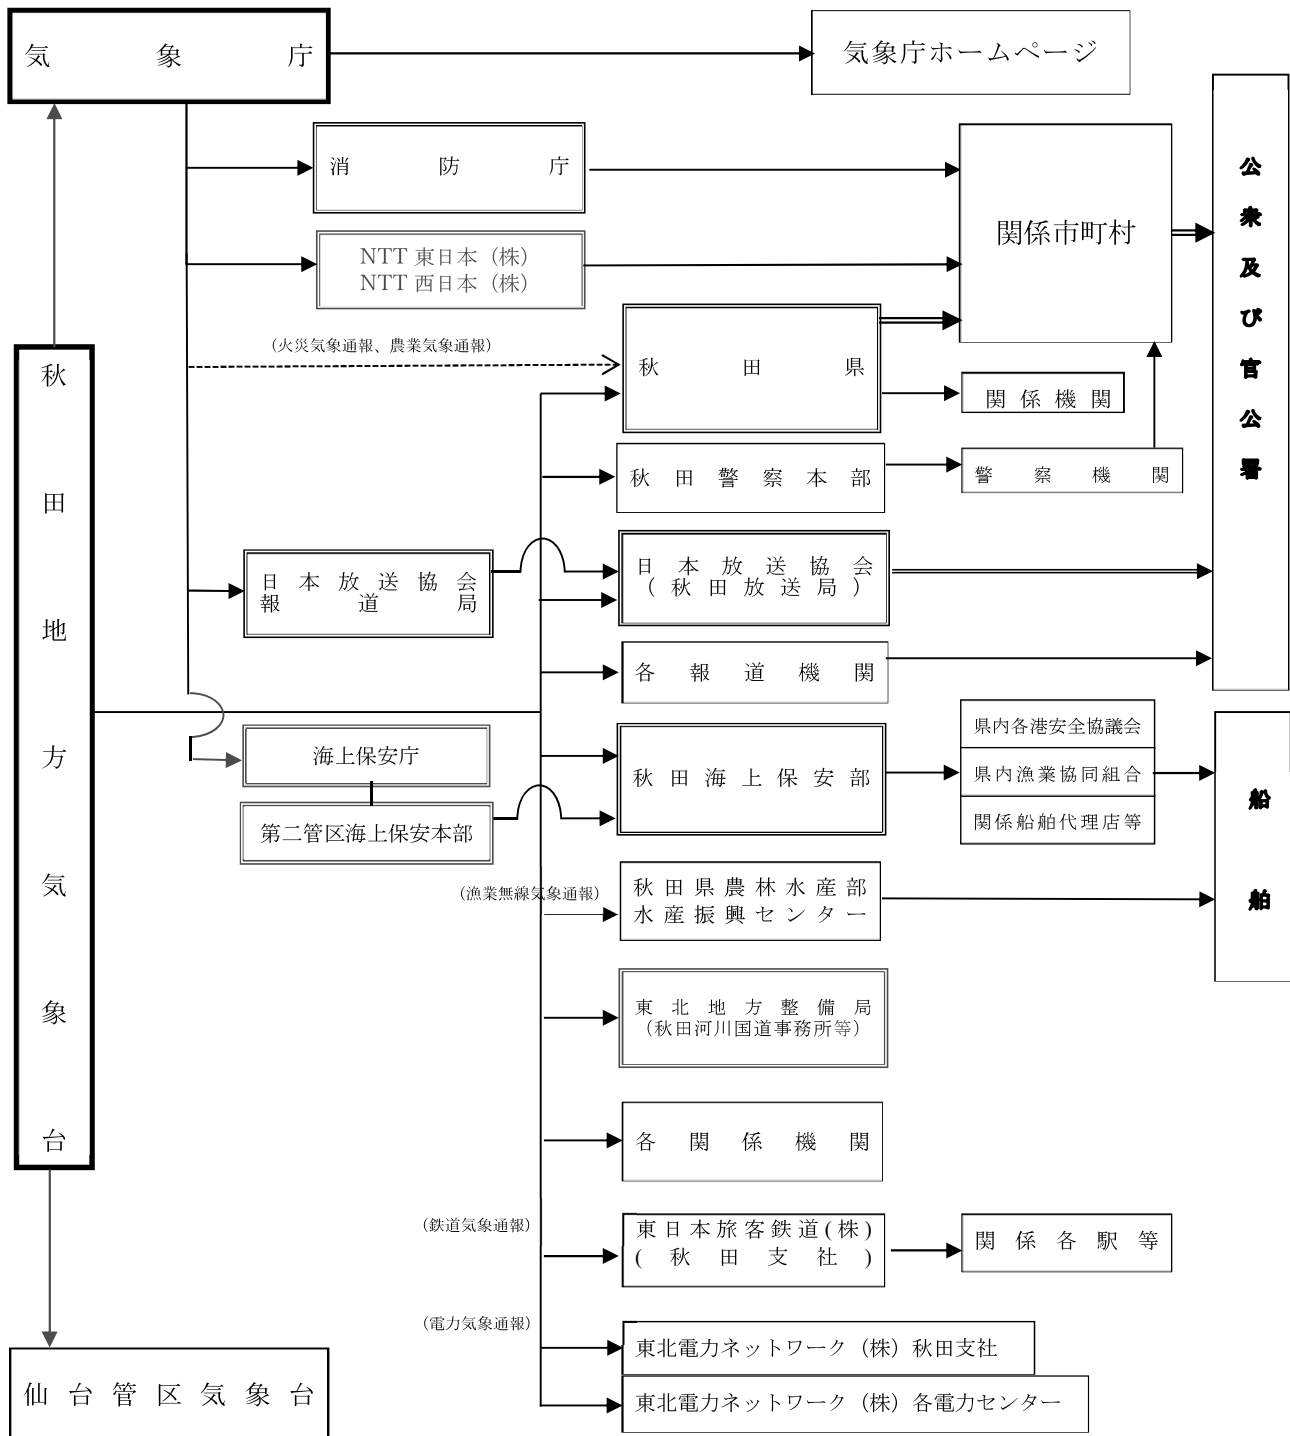 気象庁
気象庁ホームページ
消防庁
NTT 東日本（株）
NTT 西日本（株）
関係市町村
公衆及び官公署
（火災気象通報、農業気象通報）
秋田県
関係機関
秋田地方気象台
秋田警察本部
警察機関
日本放送協会
報道局
日本放送協会
（秋田放送局）
各報道機関
海上保安庁
第二管区海上保安本部
秋田海上保安部
県内各港安全協議会
県内漁業協同組合
関係船舶代理店等
船舶
（漁業無線気象通報）
秋田県農林水産部
水産振興センター
東北地方整備局
（秋田河川国道事務所等）
各関係機関
（鉄道気象通報）
東日本旅客鉄道(株)
(秋田支社)
関係各駅等
（電力気象通報）
東北電力ネットワーク（株）秋田支社
東北電力ネットワーク（株）各電力センター
仙台管区気象台